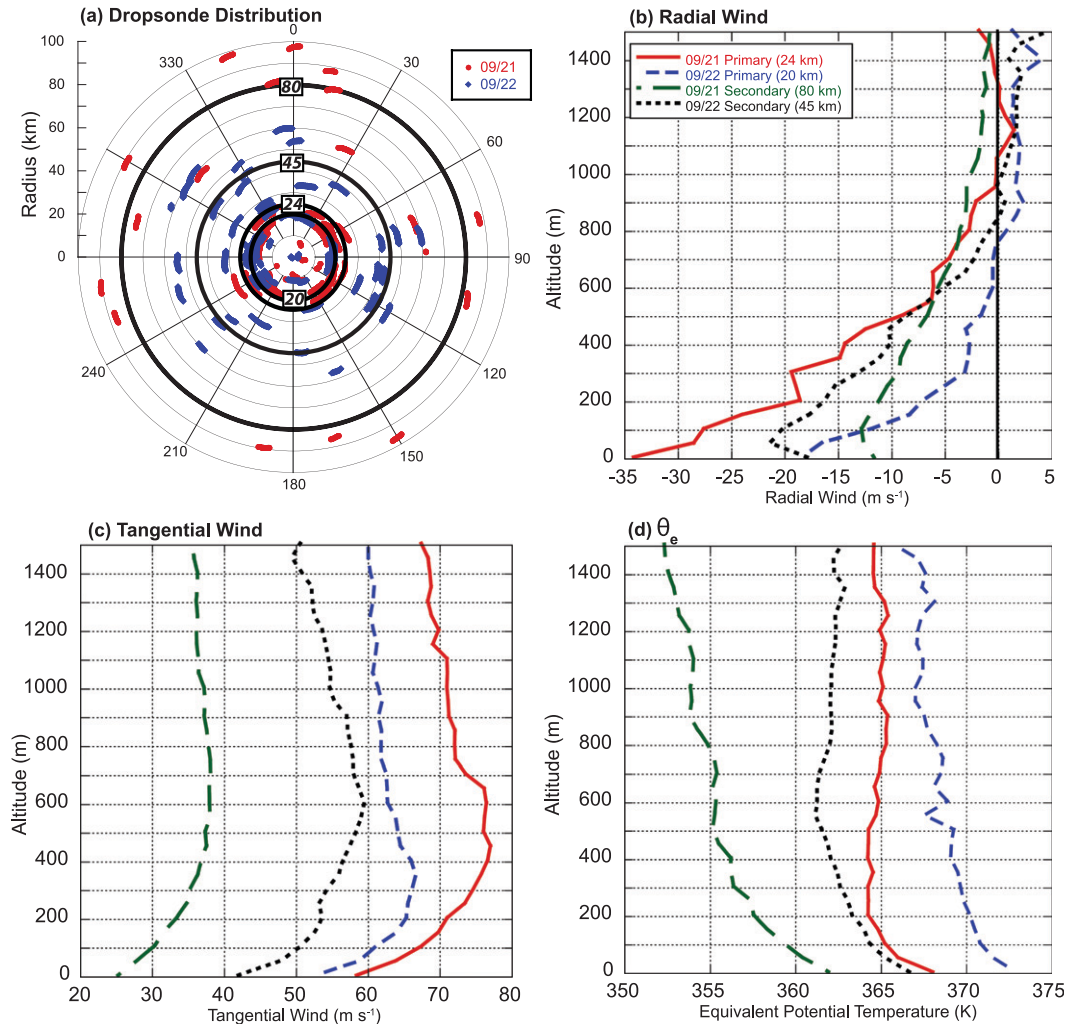 (a) Dropsonde Distribution
0
30
60
90
120
150
180
210
240
330
100
80
60
40
20
0
Radius (km)
09/21
09/22
80
45
24
20
(b) Radial Wind
09/21 Primary (24 km)
09/22 Primary (20 km)
09/21 Secondary (80 km)
09/22 Secondary (45 km)
1400
1200
1000
800
600
400
200
0
Altitude (m)
-35 -30 -25 -20 -15 -10 -5 0 5
Radial Wind (m s⁻¹)
(c) Tangential Wind
1400
1200
1000
800
600
400
200
0
Altitude (m)
20 30 40 50 60 70 80
Tangential Wind (m s⁻¹)
(d) θe
1400
1200
1000
800
600
400
200
0
Altitude (m)
350 355 360 365 370 375
Equivalent Potential Temperature (K)